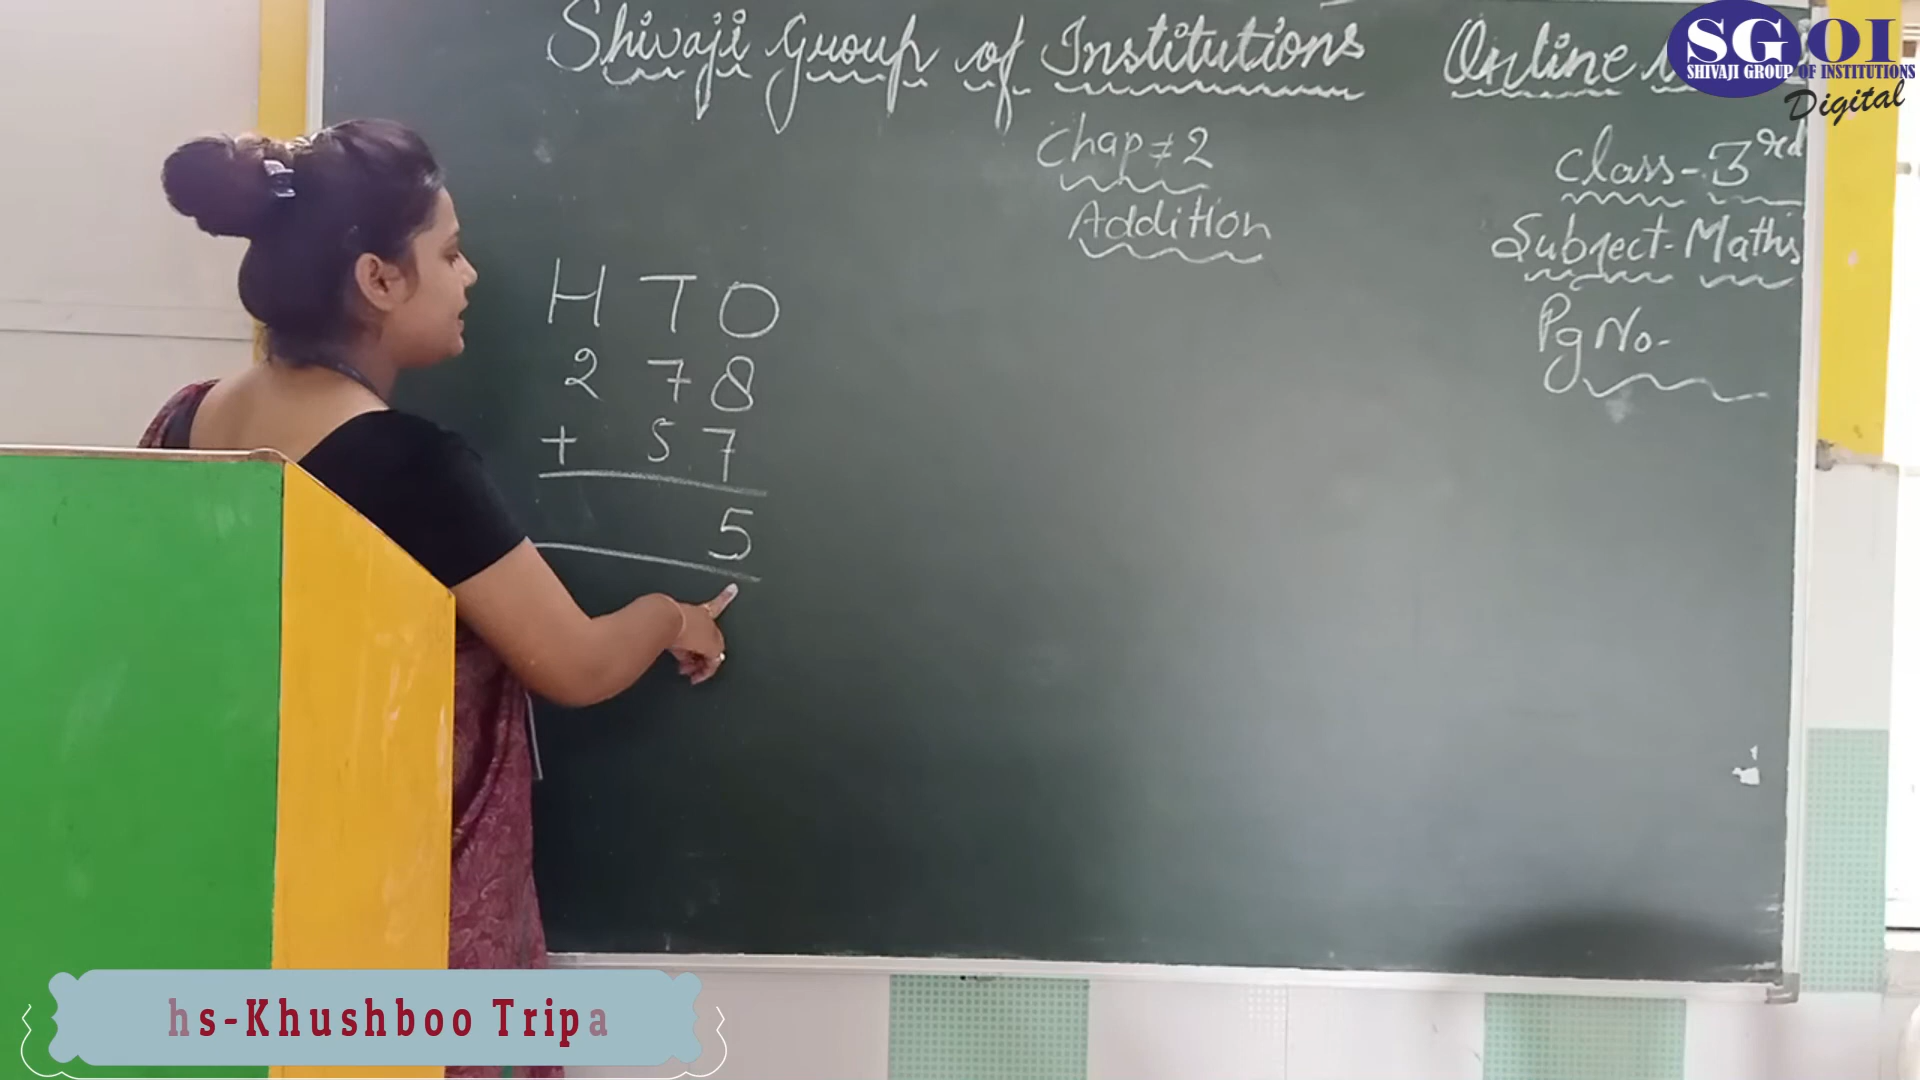 Shivaji Group of Institutions
Online
SGOI
SHIVAJI GROUP OF INSTITUTIONS
Digital
Chap # 2
Addition
Class - 3rd
Subject - Maths
Pg No -
H T O
2 7 8
+ 5 7
5
hs-Khushboo Tripa